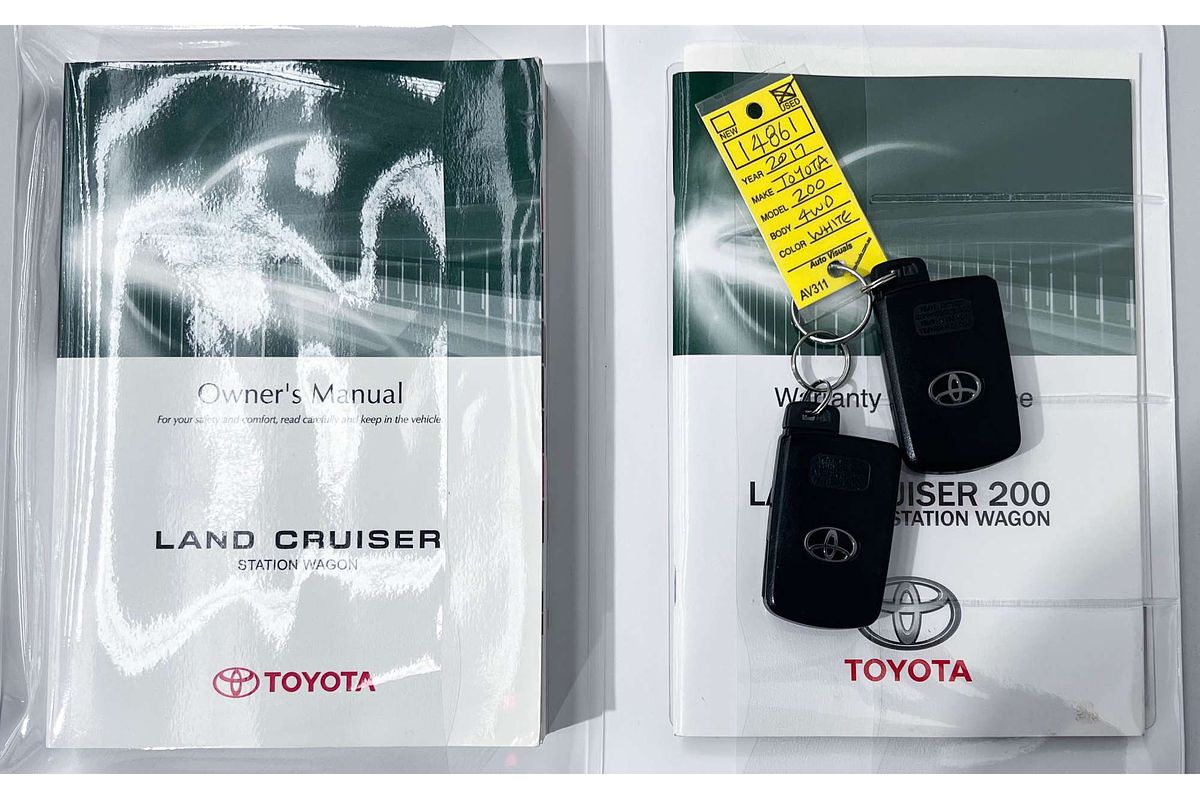 Owner's Manual
For your safety and comfort, read carefully and keep in the vehicle
LAND CRUISER
STATION WAGON
TOYOTA
NEW
USED
14861
YEAR 2017
MAKE TOYOTA
MODEL 200
BODY 4WD
COLOR WHITE
Auto Visuals
AV311
Warranty
UISER 200
STATION WAGON
TOYOTA